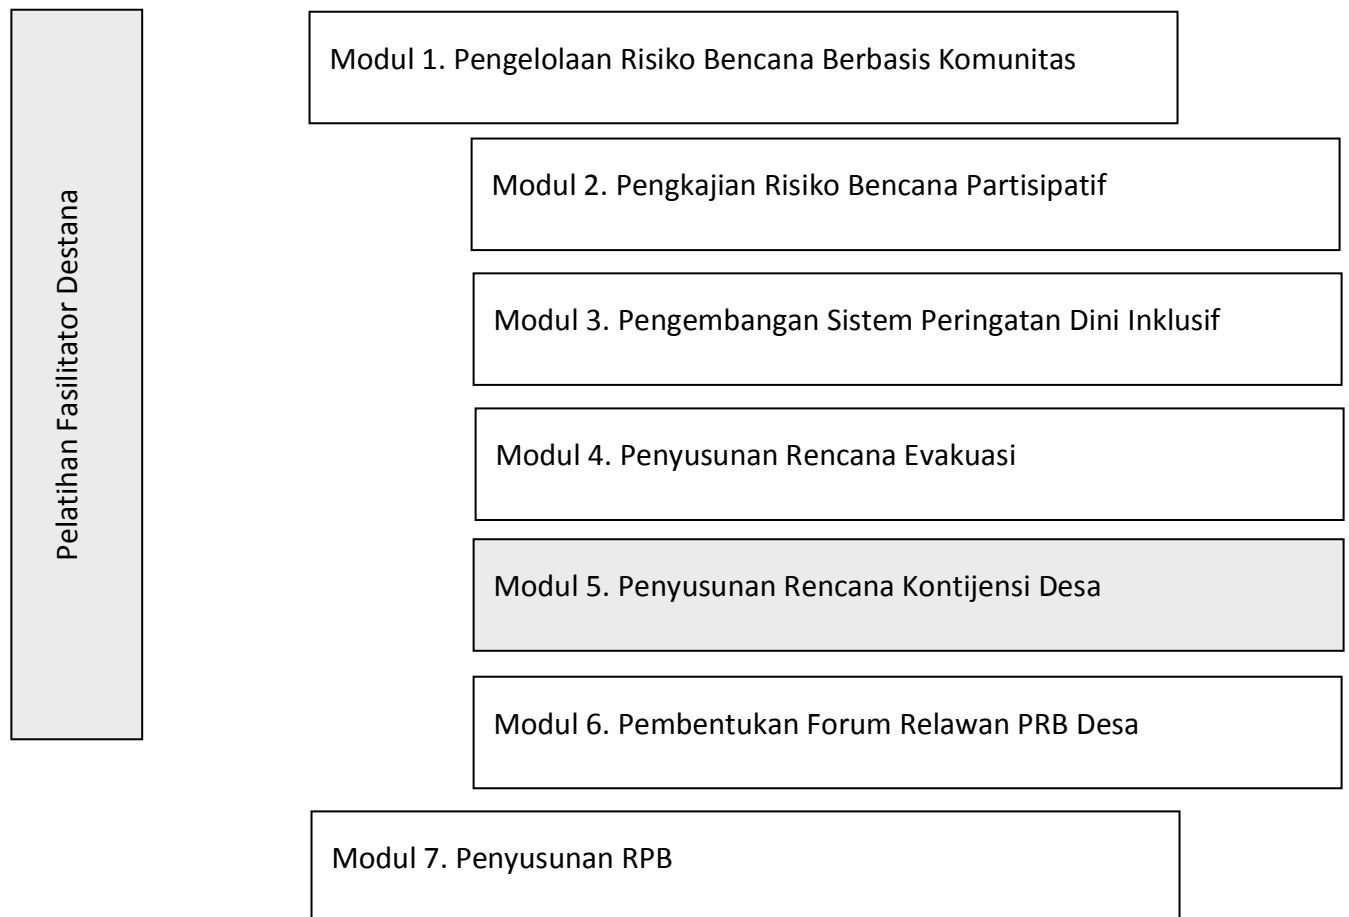 Pelatihan Fasilitator Destana
Modul 1. Pengelolaan Risiko Bencana Berbasis Komunitas
Modul 2. Pengkajian Risiko Bencana Partisipatif
Modul 3. Pengembangan Sistem Peringatan Dini Inklusif
Modul 4. Penyusunan Rencana Evakuasi
Modul 5. Penyusunan Rencana Kontijensi Desa
Modul 6. Pembentukan Forum Relawan PRB Desa
Modul 7. Penyusunan RPB